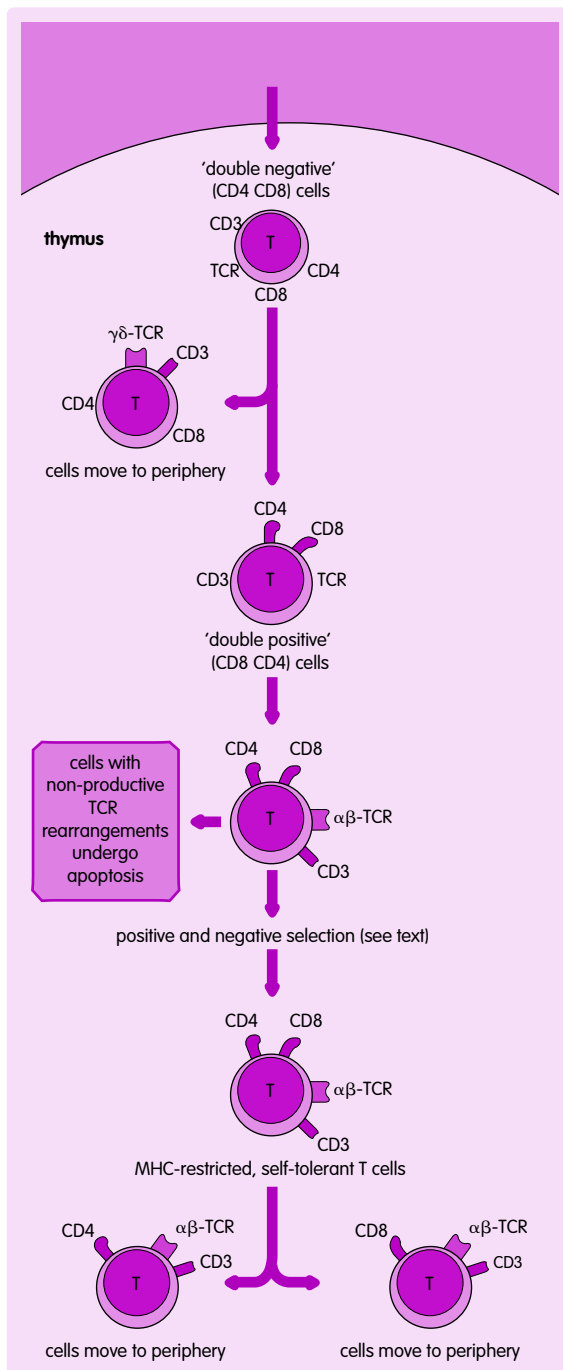 ‘double negative’
(CD4 CD8) cells
thymus
CD3
T
TCR
CD4
CD8
γδ-TCR
CD3
CD4
T
CD8
cells move to periphery
CD4
CD8
CD3
T
TCR
‘double positive’
(CD8 CD4) cells
CD4
CD8
cells with
non-productive
TCR
rearrangements
undergo
apoptosis
T
αβ-TCR
CD3
positive and negative selection (see text)
CD4
CD8
T
αβ-TCR
CD3
MHC-restricted, self-tolerant T cells
CD4
αβ-TCR
CD3
T
cells move to periphery
CD8
αβ-TCR
CD3
T
cells move to periphery